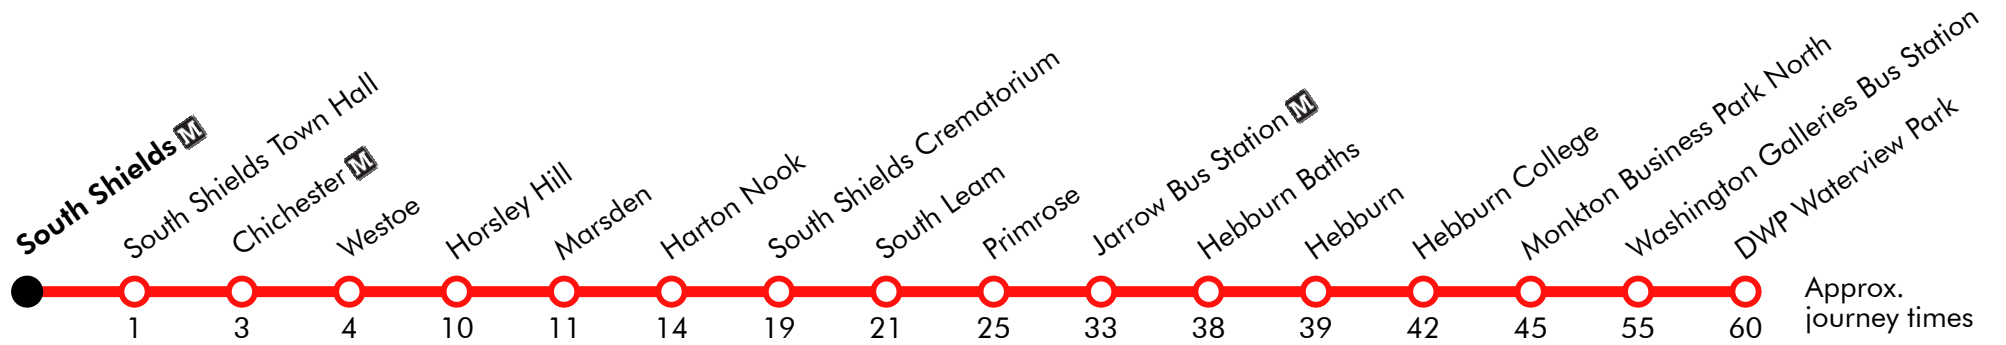 South Shields M
South Shields Town Hall
Chichester M
Westoe
Horsley Hill
Marsden
Harton Nook
South Shields Crematorium
South Leam
Primrose
Jarrow Bus Station M
Hebburn Baths
Hebburn
Hebburn College
Monkton Business Park North
Washington Galleries Bus Station
DWP Waterview Park
1 3 4 10 11 14 19 21 25 33 38 39 42 45 55 60
Approx.
journey times